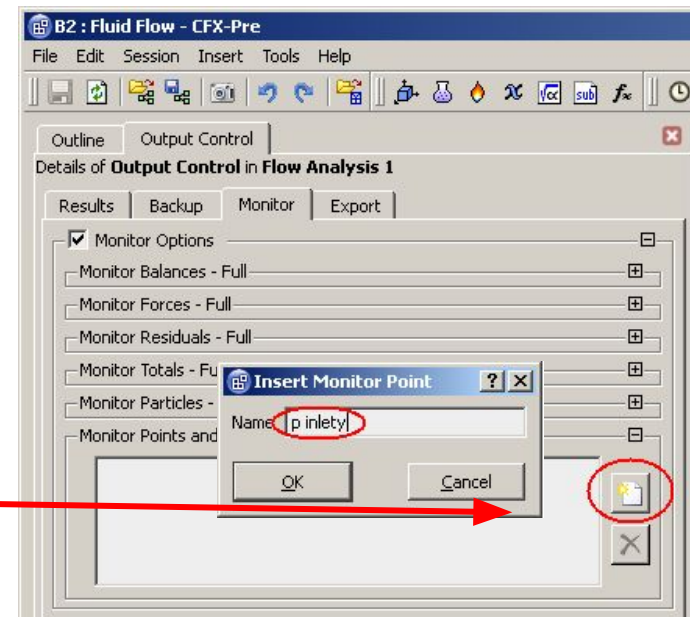 B2 : Fluid Flow - CFX-Pre
File Edit Session Insert Tools Help
√α sub f
Outline Output Control
Details of Output Control in Flow Analysis 1
Results Backup Monitor Export
Monitor Options
Monitor Balances - Full
Monitor Forces - Full
Monitor Residuals - Full
Monitor Totals - Fu
Insert Monitor Point
Monitor Particles -
Name p inlety
Monitor Points and
OK Cancel